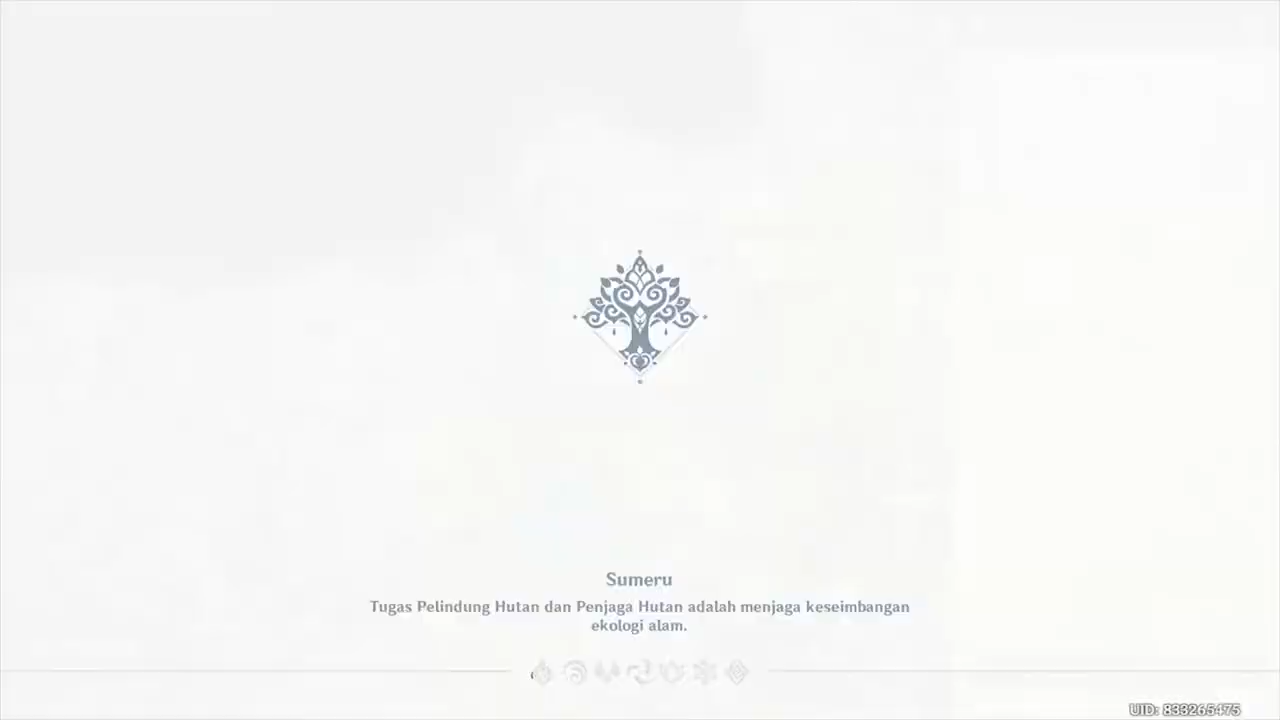 Sumeru
Tugas Pelindung Hutan dan Penjaga Hutan adalah menjaga keseimbangan
ekologi alam.
UID: 833265475